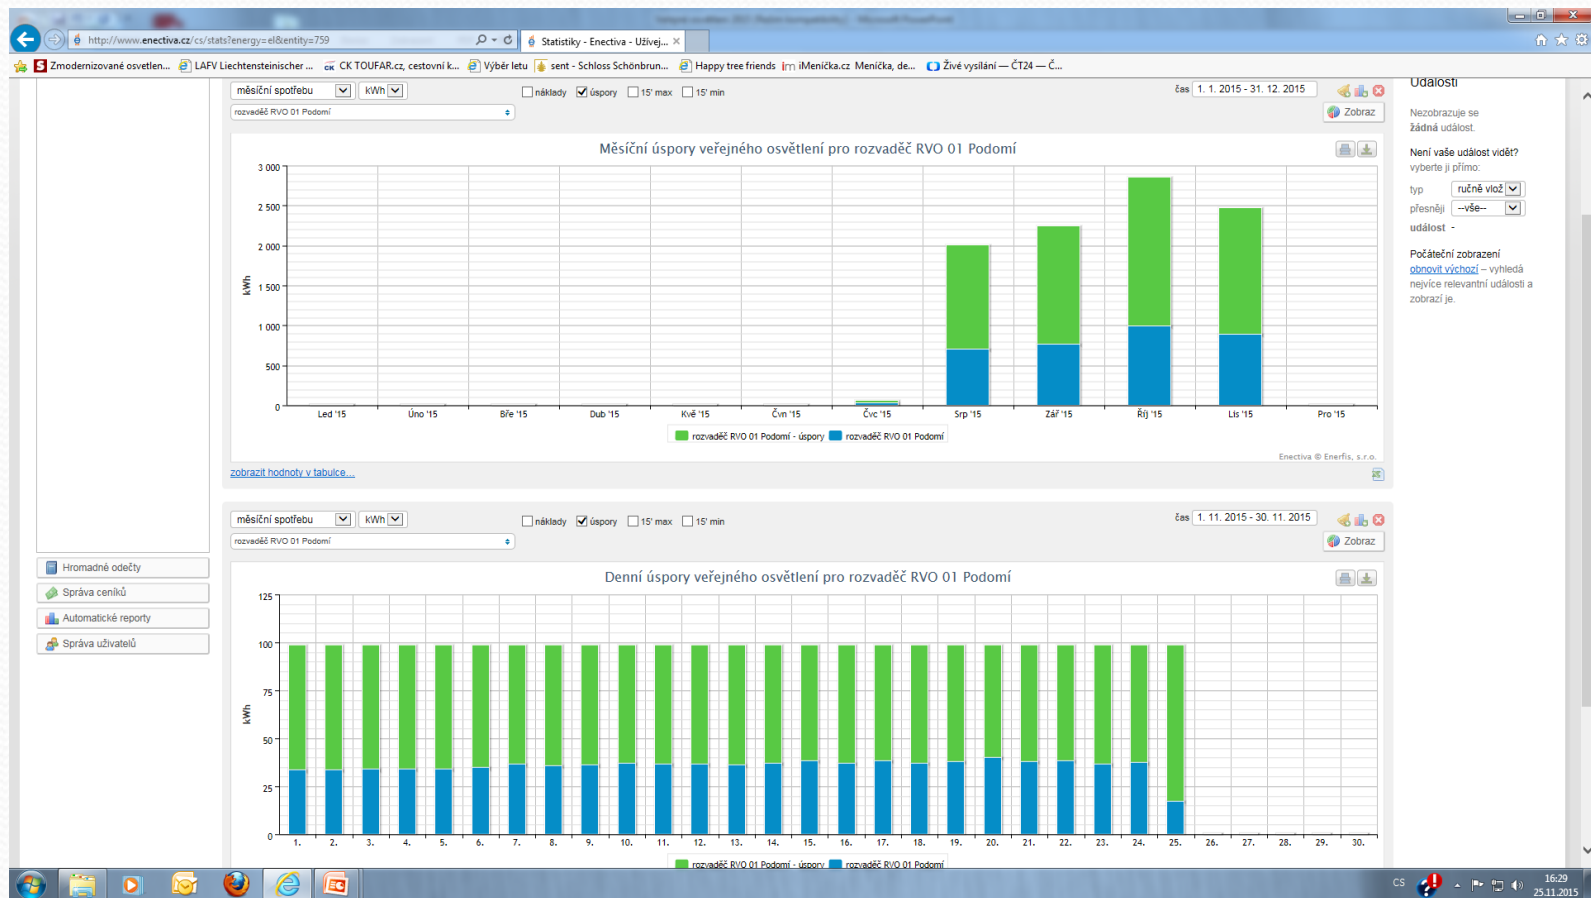 http://www.enectiva.cz/cs/stats?energy=el&entity=759
Statistiky - Enectiva - Uživej...
Zmodernizované osvetlen...
LAFV Liechtensteinischer ...
CK TOUFAR.cz, cestovní k...
Výběr letu
sent - Schloss Schönbrun...
Happy tree friends
iMeníčka.cz Meníčka, de...
Živé vysílání — ČT24 — Č...
měsíční spotřebu
kWh
náklady
úspory
15' max
15' min
čas 1. 1. 2015 - 31. 12. 2015
rozvaděč RVO 01 Podomí
Zobraz
Měsíční úspory veřejného osvětlení pro rozvaděč RVO 01 Podomí
3 000
2 500
2 000
1 500
1 000
500
0
kWh
Led '15 Úno '15 Bře '15 Dub '15 Kvě '15 Čvn '15 Čvc '15 Srp '15 Zář '15 Říj '15 Lis '15 Pro '15
rozvaděč RVO 01 Podomí - úspory rozvaděč RVO 01 Podomí
Enectiva © Enerfis, s.r.o.
zobrazit hodnoty v tabulce...
měsíční spotřebu
kWh
náklady
úspory
15' max
15' min
čas 1. 11. 2015 - 30. 11. 2015
rozvaděč RVO 01 Podomí
Zobraz
Denní úspory veřejného osvětlení pro rozvaděč RVO 01 Podomí
125
100
75
50
25
0
kWh
1. 2. 3. 4. 5. 6. 7. 8. 9. 10. 11. 12. 13. 14. 15. 16. 17. 18. 19. 20. 21. 22. 23. 24. 25. 26. 27. 28. 29. 30.
rozvaděč RVO 01 Podomí - úspory rozvaděč RVO 01 Podomí
Hromadné odečty
Správa ceníků
Automatické reporty
Správa uživatelů
Události
Nezobrazuje se
žádná událost.
Není vaše událost vidět?
vyberte ji přímo:
typ ručně vlož
přesněji --vše--
událost -
Počáteční zobrazení
obnovit výchozí – vyhledá
nejvíce relevantní události a
zobrazí je.
CS
16:29
25.11.2015